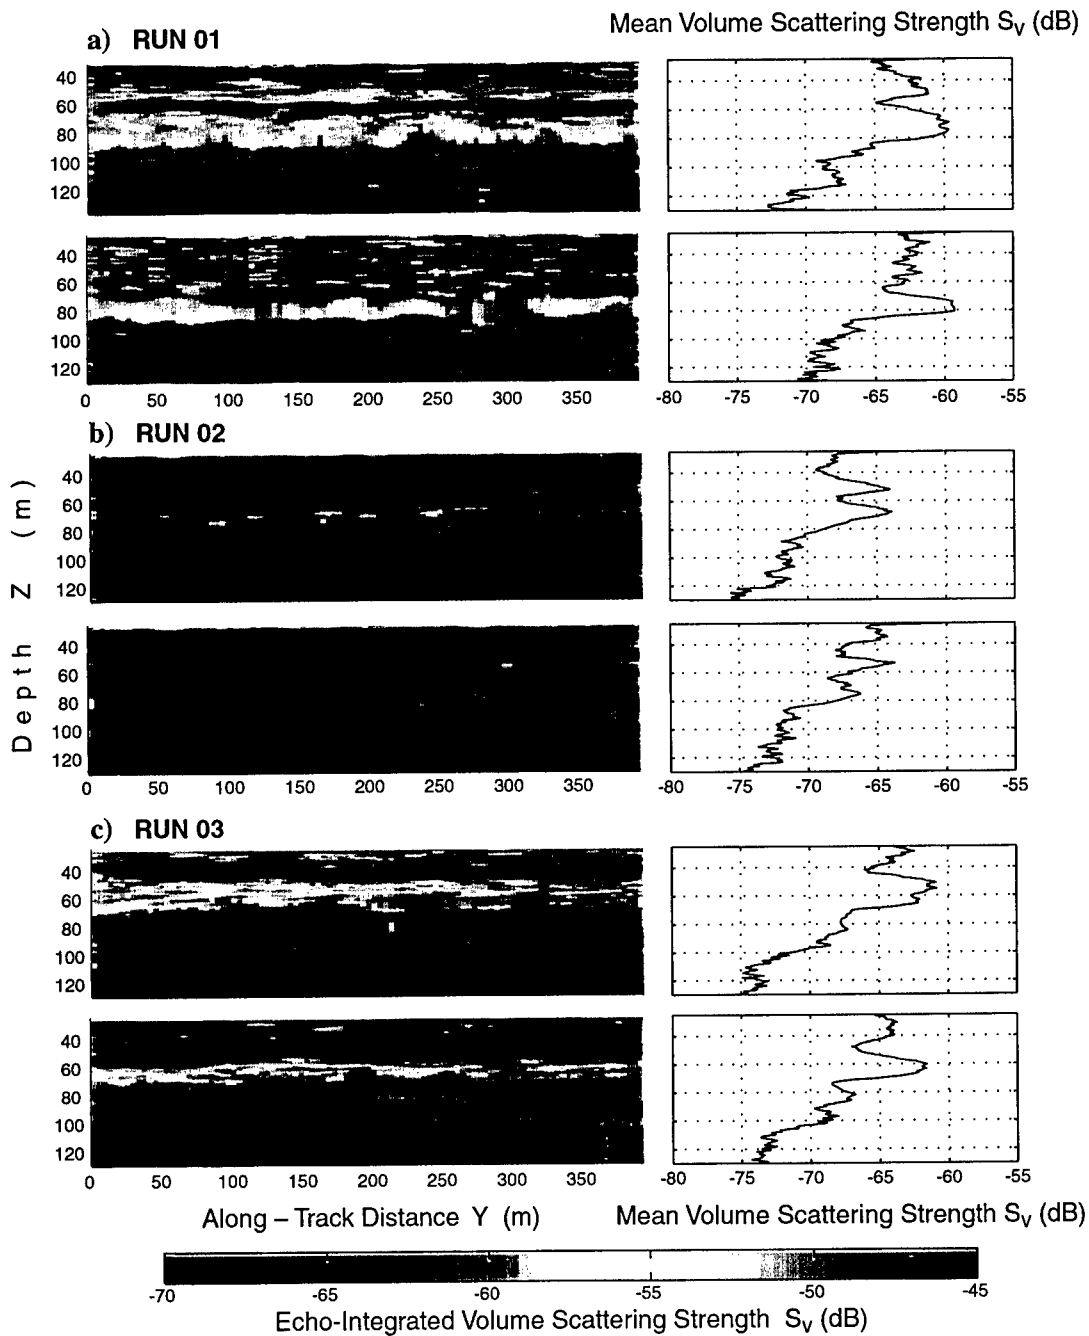 Mean Volume Scattering Strength Sv (dB)
a) RUN 01
40
60
80
100
120
40
60
80
100
120
0 50 100 150 200 250 300 350
-80 -75 -70 -65 -60 -55
b) RUN 02
40
60
80
100
120
40
60
80
100
120
0 50 100 150 200 250 300 350
-80 -75 -70 -65 -60 -55
Depth Z (m)
c) RUN 03
40
60
80
100
120
40
60
80
100
120
0 50 100 150 200 250 300 350
-80 -75 -70 -65 -60 -55
Along – Track Distance Y (m)
Mean Volume Scattering Strength Sv (dB)
-70 -65 -60 -55 -50 -45
Echo-Integrated Volume Scattering Strength Sv (dB)